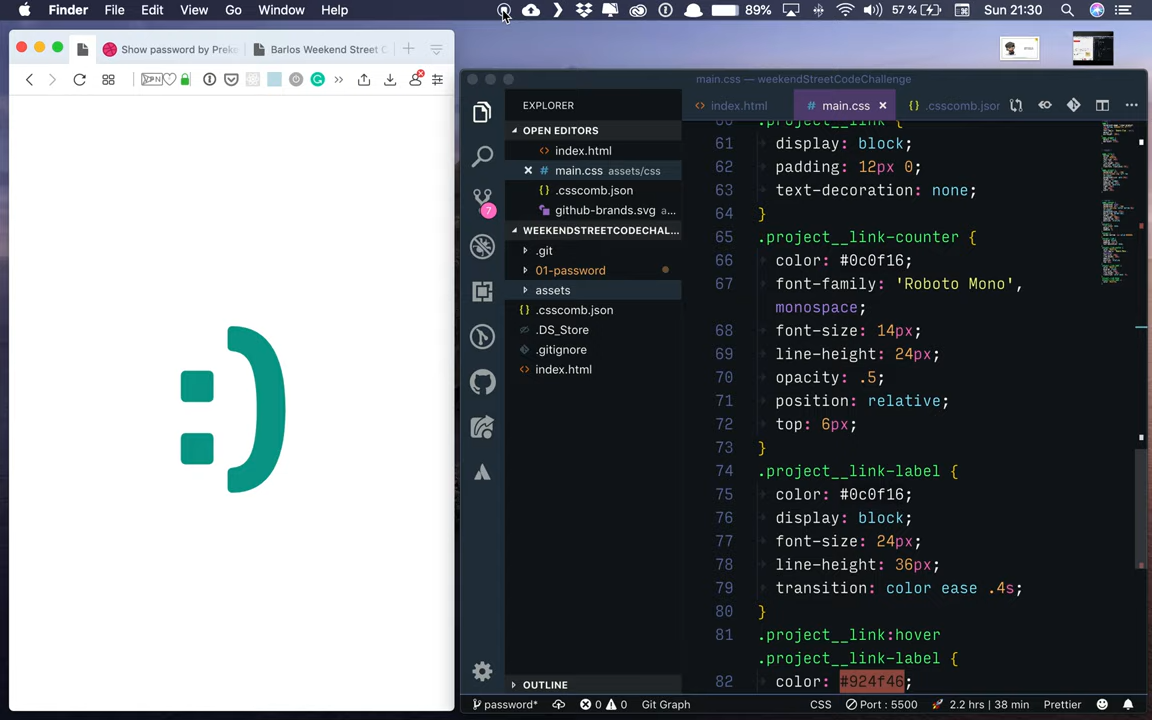 Finder File Edit View Go Window Help 89% 57% Sun 21:30
Show password by Preke
Barlos Weekend Street C
VPN
main.css — weekendStreetCodeChallenge
EXPLORER
index.html
main.css
.csscomb.json
OPEN EDITORS
index.html
main.css assets/css
.csscomb.json
github-brands.svg a...
7
WEEKENDSTREETCODECHAL...
.git
01-password
assets
.csscomb.json
.DS_Store
.gitignore
index.html
OUTLINE
60 .project__link {
61 display: block;
62 padding: 12px 0;
63 text-decoration: none;
64 }
65 .project__link-counter {
66 color: #0c0f16;
67 font-family: 'Roboto Mono',
monospace;
68 font-size: 14px;
69 line-height: 24px;
70 opacity: .5;
71 position: relative;
72 top: 6px;
73 }
74 .project__link-label {
75 color: #0c0f16;
76 display: block;
77 font-size: 24px;
78 line-height: 36px;
79 transition: color ease .4s;
80 }
81 .project__link:hover
.project__link-label {
82 color: #924f46;
:)
password* 0 0 Git Graph CSS Port : 5500 2.2 hrs | 38 min Prettier